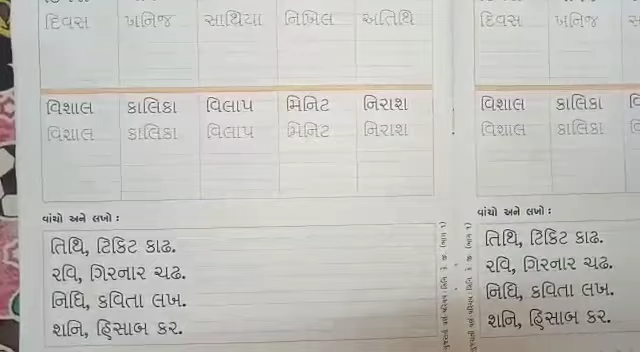 દિવસ ખનિજ સાથિયા નિખિલ અતિથિ
વિશાલ કાલિકા વિલાપ મિનિટ નિરાશ
વિશાલ કાલિકા વિલાપ મિનિટ નિરાશ
વાંચો અને લખો :
તિથિ, ટિકિટ કાઢ.
રવિ, ગિરનાર ચઢ.
નિધિ, કવિતા લખ.
શનિ, હિસાબ કર.
દિવસ ખનિજ
વિશાલ કાલિકા
વિશાલ કાલિકા
વાંચો અને લખો :
તિથિ, ટિકિટ કાઢ.
રવિ, ગિરનાર ચઢ.
નિધિ, કવિતા લખ.
શનિ, હિસાબ કર.